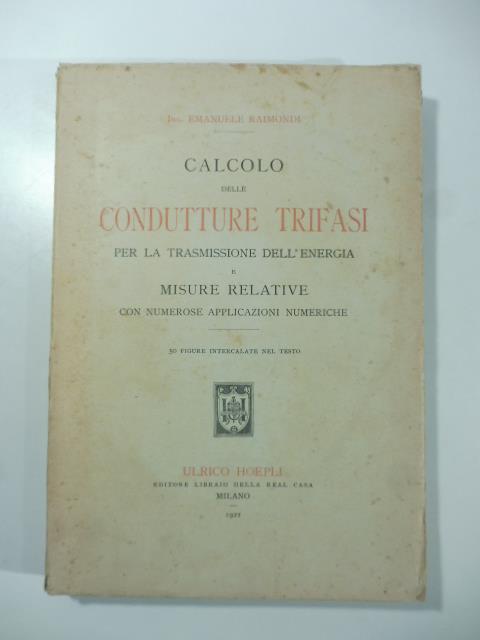 Ing. EMANUELE RAIMONDI
CALCOLO
DELLE
CONDUTTURE TRIFASI
PER LA TRASMISSIONE DELL'ENERGIA
E
MISURE RELATIVE
CON NUMEROSE APPLICAZIONI NUMERICHE
30 FIGURE INTERCALATE NEL TESTO
ULRICO HOEPLI
EDITORE LIBRAIO DELLA REAL CASA
MILANO